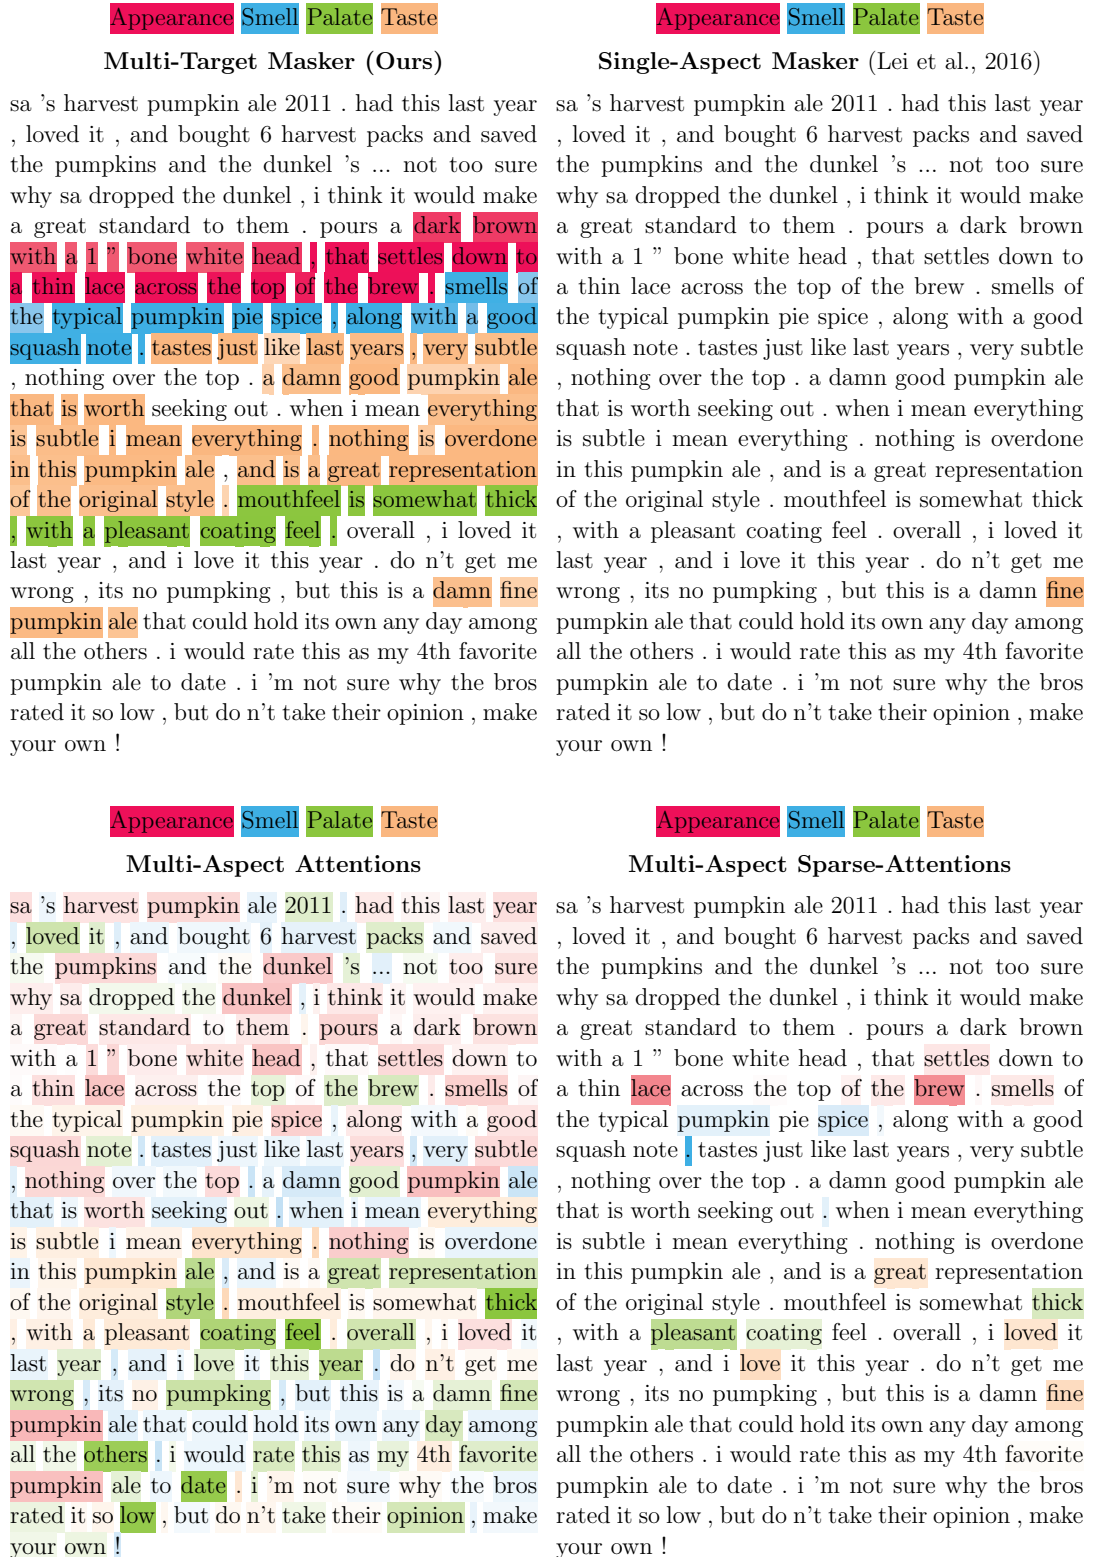 Appearance Smell Palate Taste
Multi-Target Masker (Ours)
sa 's harvest pumpkin ale 2011 . had this last year
, loved it , and bought 6 harvest packs and saved
the pumpkins and the dunkel 's ... not too sure
why sa dropped the dunkel , i think it would make
a great standard to them . pours a dark brown
with a 1 ” bone white head , that settles down to
a thin lace across the top of the brew . smells of
the typical pumpkin pie spice , along with a good
squash note . tastes just like last years , very subtle
, nothing over the top . a damn good pumpkin ale
that is worth seeking out . when i mean everything
is subtle i mean everything . nothing is overdone
in this pumpkin ale , and is a great representation
of the original style . mouthfeel is somewhat thick
, with a pleasant coating feel . overall , i loved it
last year , and i love it this year . do n't get me
wrong , its no pumpking , but this is a damn fine
pumpkin ale that could hold its own any day among
all the others . i would rate this as my 4th favorite
pumpkin ale to date . i 'm not sure why the bros
rated it so low , but do n't take their opinion , make
your own !
Appearance Smell Palate Taste
Single-Aspect Masker (Lei et al., 2016)
sa 's harvest pumpkin ale 2011 . had this last year
, loved it , and bought 6 harvest packs and saved
the pumpkins and the dunkel 's ... not too sure
why sa dropped the dunkel , i think it would make
a great standard to them . pours a dark brown
with a 1 ” bone white head , that settles down to
a thin lace across the top of the brew . smells of
the typical pumpkin pie spice , along with a good
squash note . tastes just like last years , very subtle
, nothing over the top . a damn good pumpkin ale
that is worth seeking out . when i mean everything
is subtle i mean everything . nothing is overdone
in this pumpkin ale , and is a great representation
of the original style . mouthfeel is somewhat thick
, with a pleasant coating feel . overall , i loved it
last year , and i love it this year . do n't get me
wrong , its no pumpking , but this is a damn fine
pumpkin ale that could hold its own any day among
all the others . i would rate this as my 4th favorite
pumpkin ale to date . i 'm not sure why the bros
rated it so low , but do n't take their opinion , make
your own !
Appearance Smell Palate Taste
Multi-Aspect Attentions
sa 's harvest pumpkin ale 2011 . had this last year
, loved it , and bought 6 harvest packs and saved
the pumpkins and the dunkel 's ... not too sure
why sa dropped the dunkel , i think it would make
a great standard to them . pours a dark brown
with a 1 ” bone white head , that settles down to
a thin lace across the top of the brew . smells of
the typical pumpkin pie spice , along with a good
squash note . tastes just like last years , very subtle
, nothing over the top . a damn good pumpkin ale
that is worth seeking out . when i mean everything
is subtle i mean everything . nothing is overdone
in this pumpkin ale , and is a great representation
of the original style . mouthfeel is somewhat thick
, with a pleasant coating feel . overall , i loved it
last year , and i love it this year . do n't get me
wrong , its no pumpking , but this is a damn fine
pumpkin ale that could hold its own any day among
all the others . i would rate this as my 4th favorite
pumpkin ale to date . i 'm not sure why the bros
rated it so low , but do n't take their opinion , make
your own !
Appearance Smell Palate Taste
Multi-Aspect Sparse-Attentions
sa 's harvest pumpkin ale 2011 . had this last year
, loved it , and bought 6 harvest packs and saved
the pumpkins and the dunkel 's ... not too sure
why sa dropped the dunkel , i think it would make
a great standard to them . pours a dark brown
with a 1 ” bone white head , that settles down to
a thin lace across the top of the brew . smells of
the typical pumpkin pie spice , along with a good
squash note . tastes just like last years , very subtle
, nothing over the top . a damn good pumpkin ale
that is worth seeking out . when i mean everything
is subtle i mean everything . nothing is overdone
in this pumpkin ale , and is a great representation
of the original style . mouthfeel is somewhat thick
, with a pleasant coating feel . overall , i loved it
last year , and i love it this year . do n't get me
wrong , its no pumpking , but this is a damn fine
pumpkin ale that could hold its own any day among
all the others . i would rate this as my 4th favorite
pumpkin ale to date . i 'm not sure why the bros
rated it so low , but do n't take their opinion , make
your own !